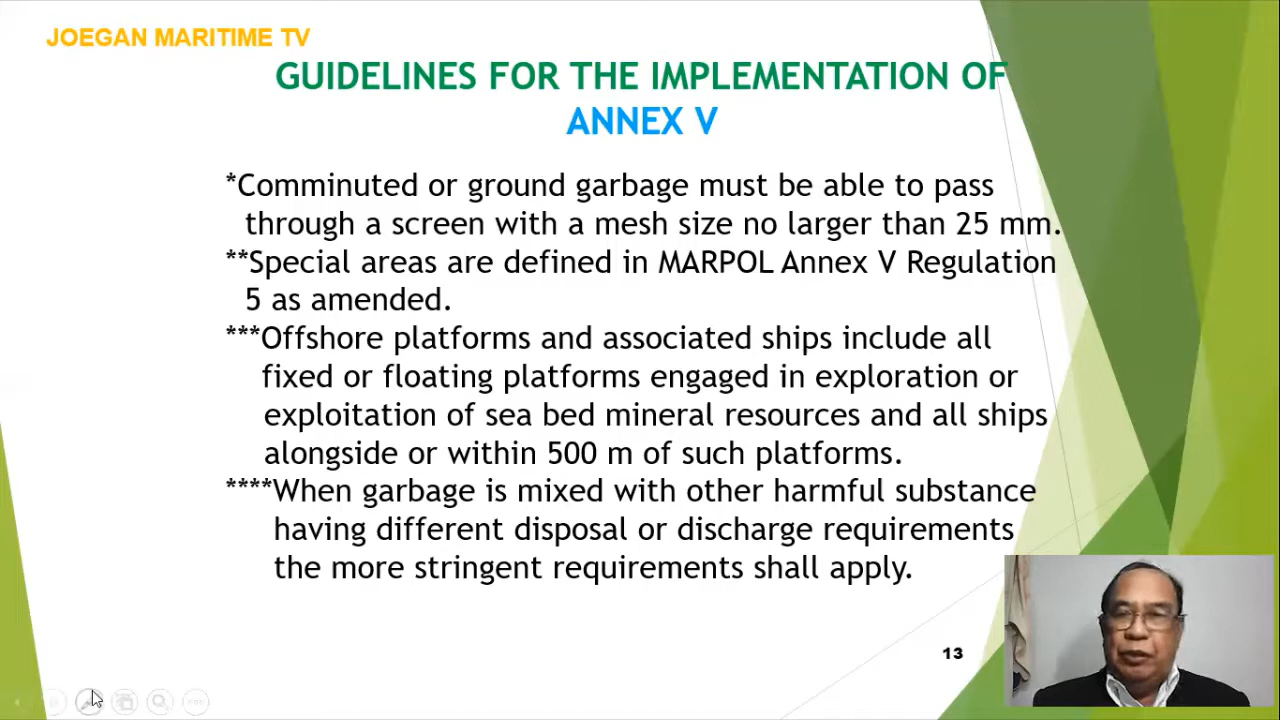 JOEGAN MARITIME TV
GUIDELINES FOR THE IMPLEMENTATION OF
ANNEX V
*Comminuted or ground garbage must be able to pass
through a screen with a mesh size no larger than 25 mm.
**Special areas are defined in MARPOL Annex V Regulation
5 as amended.
***Offshore platforms and associated ships include all
fixed or floating platforms engaged in exploration or
exploitation of sea bed mineral resources and all ships
alongside or within 500 m of such platforms.
****When garbage is mixed with other harmful substance
having different disposal or discharge requirements
the more stringent requirements shall apply.
13